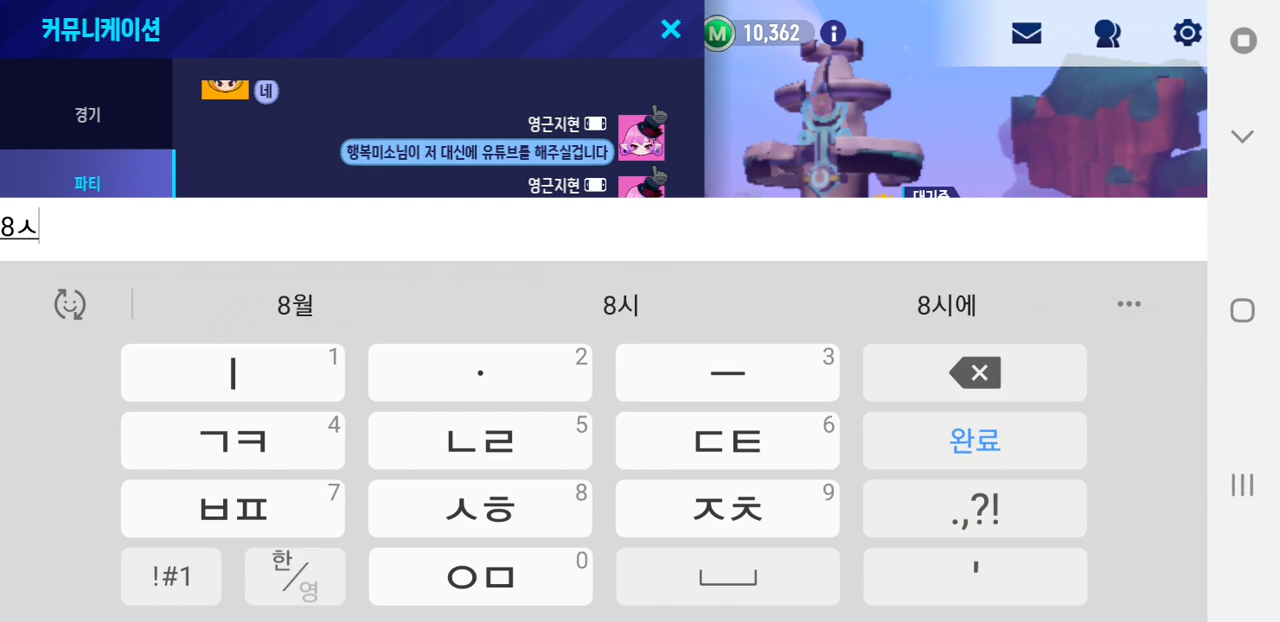 커뮤니케이션
M 10,362 i
경기
네
영근지현
행복미소님이 저 대신에 유튜브를 해주실겁니다
파티
영근지현
대기중
8ㅅ
8월 8시 8시에
ㅣ 1 · 2 ㅡ 3
ㄱㅋ 4 ㄴㄹ 5 ㄷㅌ 6 완료
ㅂㅍ 7 ㅅㅎ 8 ㅈㅊ 9 .,?!
!#1 한/영 ㅇㅁ 0 '